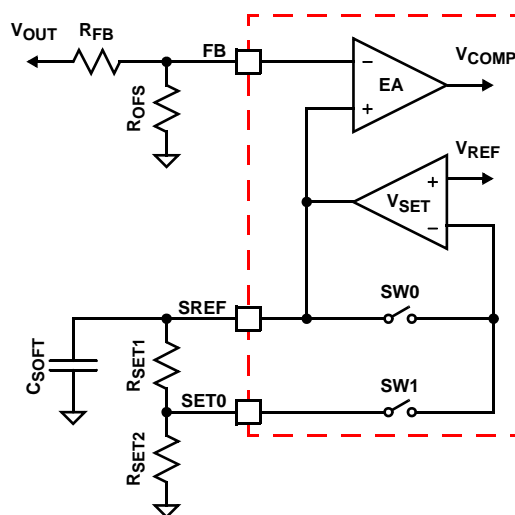 VOUT
RFB
FB
ROFS
−
EA
+
VCOMP
VREF
+
VSET
−
SREF
SW0
CSOFT
RSET1
SET0
SW1
RSET2